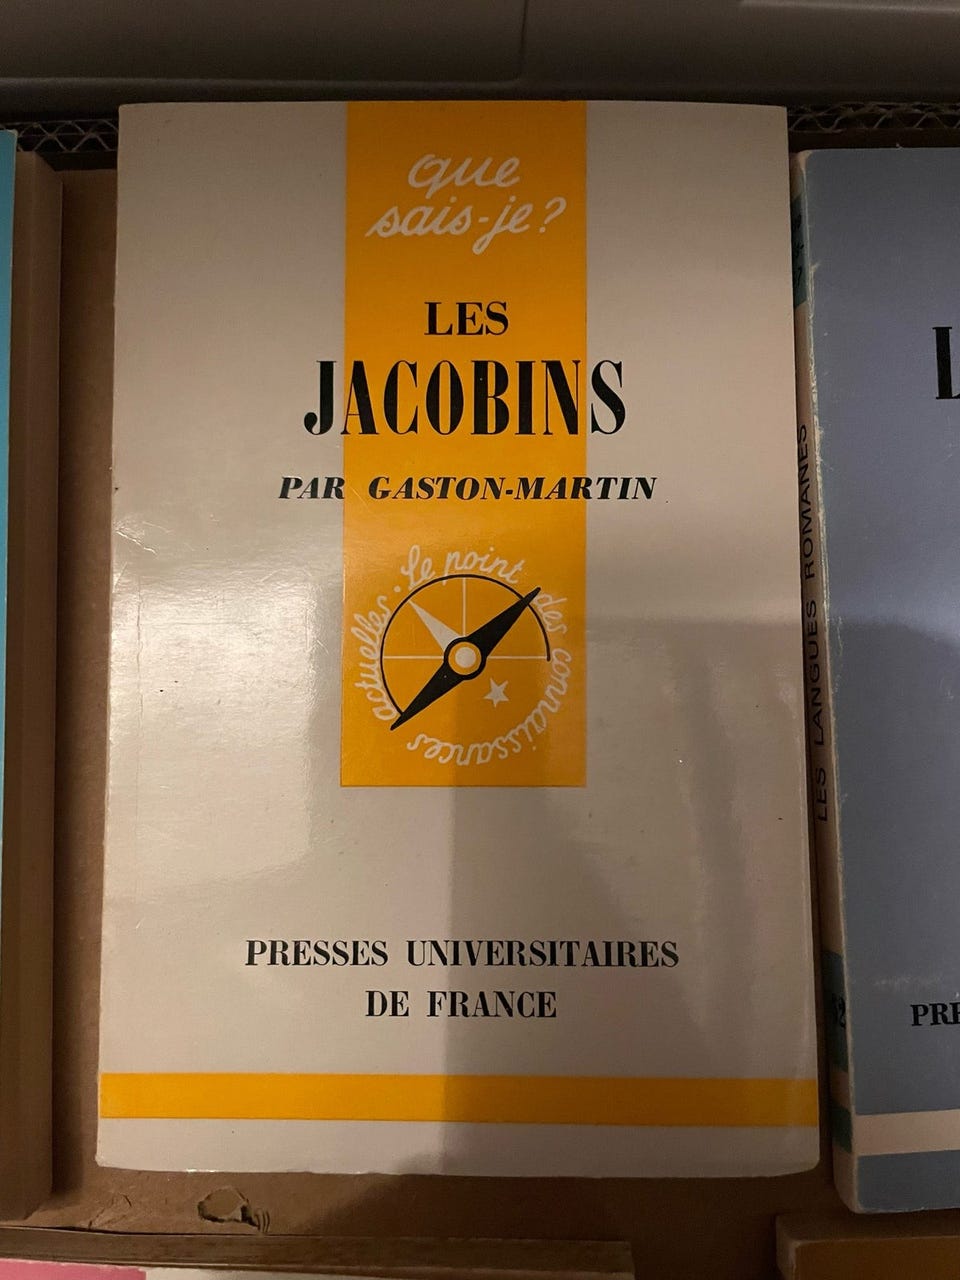 que
sais-je?
LES
JACOBINS
PAR GASTON-MARTIN
Le point des connaissances actuelles.
PRESSES UNIVERSITAIRES
DE FRANCE
LES LANGUES ROMANES